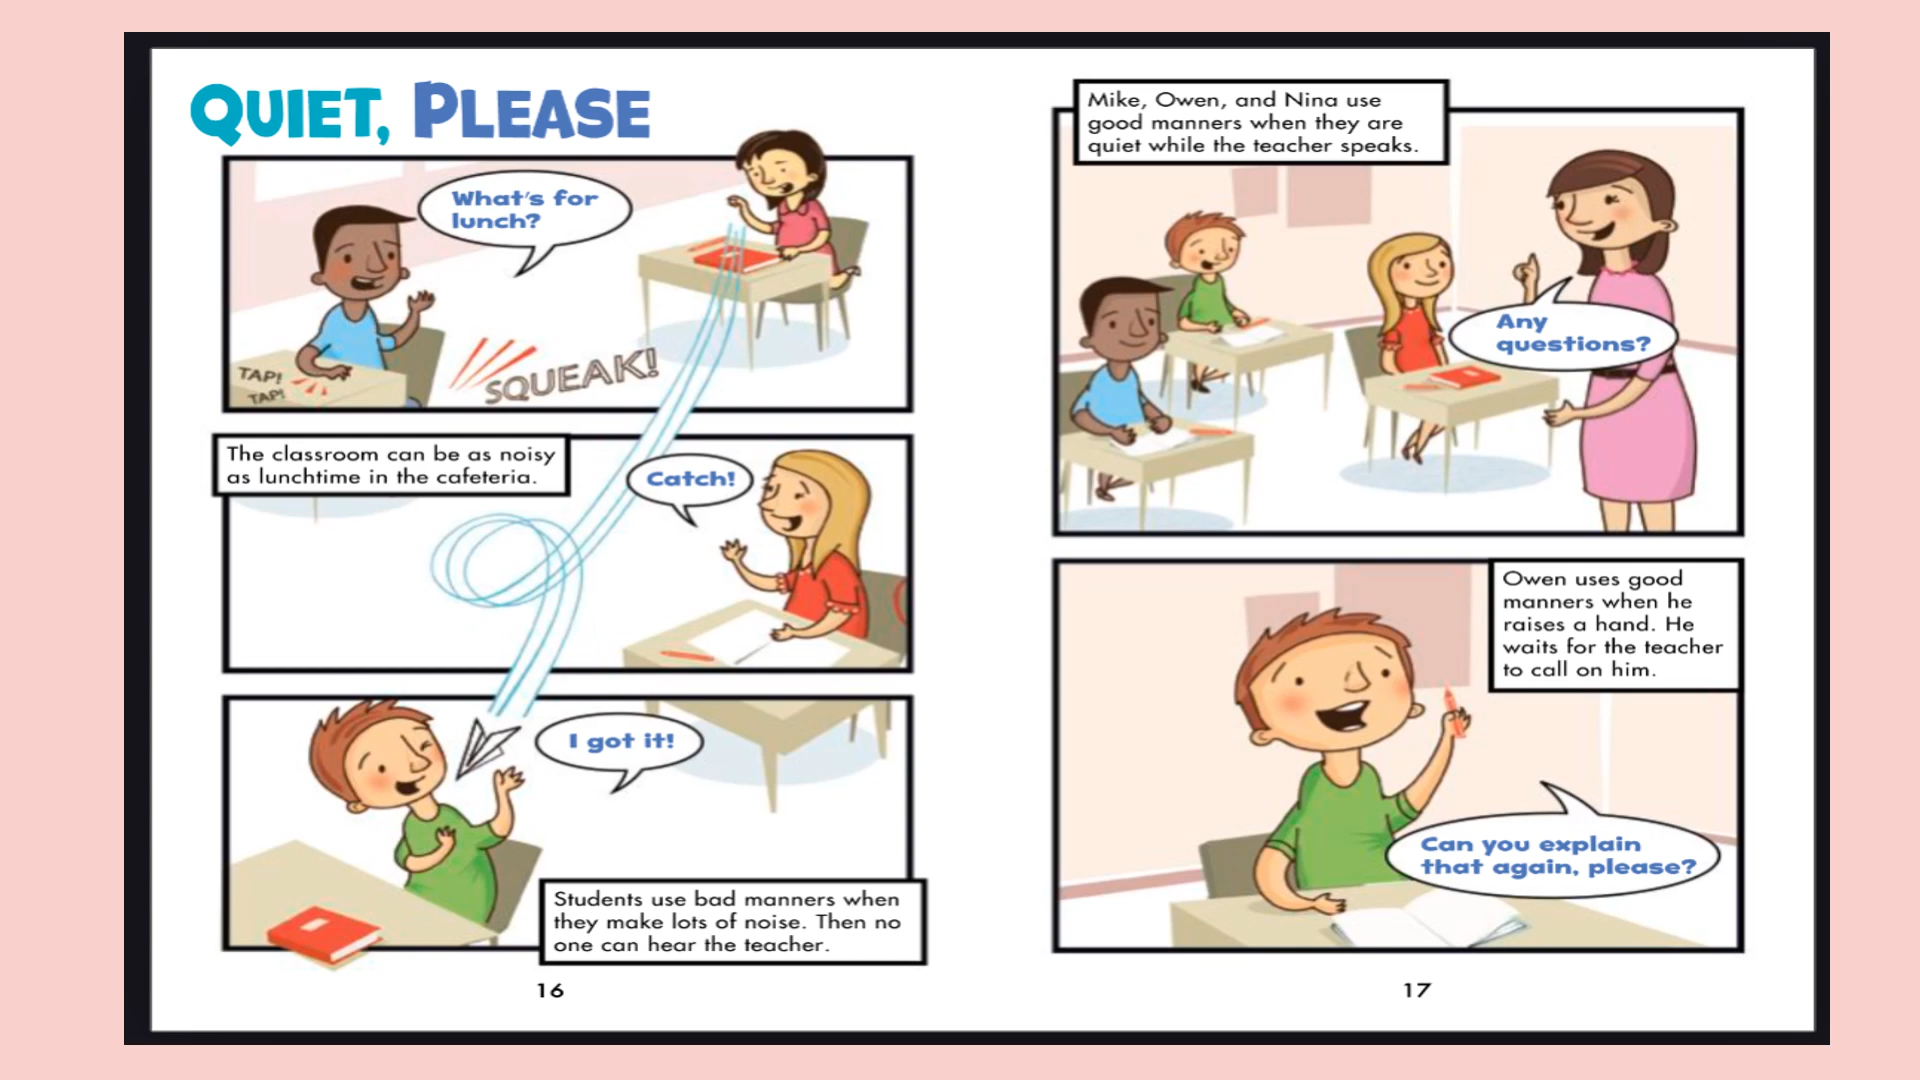 QUIET, PLEASE
What's for
lunch?
TAP!
TAP!
SQUEAK!
The classroom can be as noisy
as lunchtime in the cafeteria.
Catch!
I got it!
Students use bad manners when
they make lots of noise. Then no
one can hear the teacher.
16
Mike, Owen, and Nina use
good manners when they are
quiet while the teacher speaks.
Any
questions?
Owen uses good
manners when he
raises a hand. He
waits for the teacher
to call on him.
Can you explain
that again, please?
17